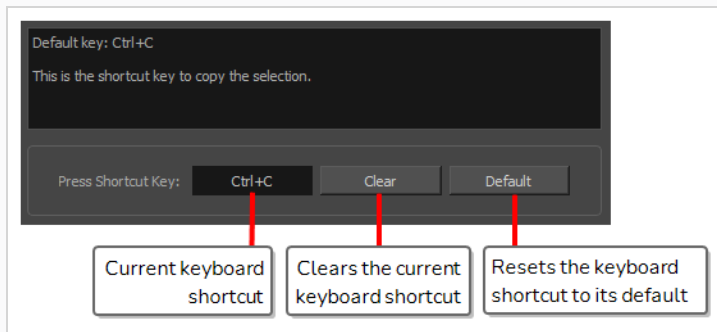 Default key: Ctrl+C
This is the shortcut key to copy the selection.
Press Shortcut Key: Ctrl+C Clear Default
Current keyboard
shortcut
Clears the current
keyboard shortcut
Resets the keyboard
shortcut to its default